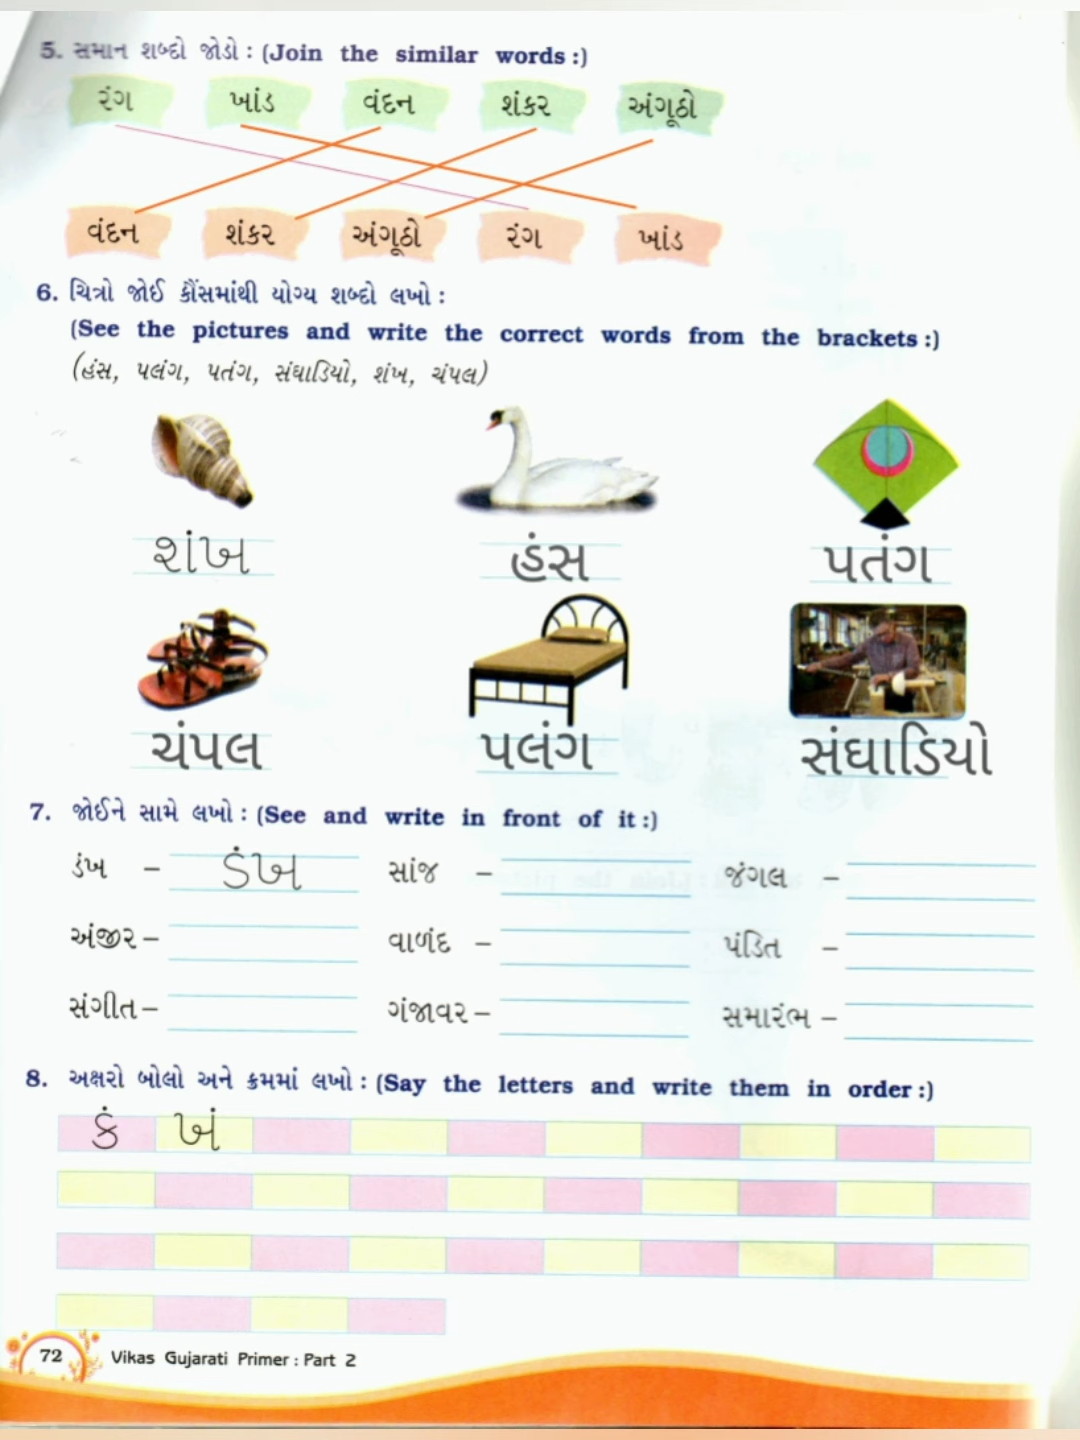 5. સમાન શબ્દો જોડો : (Join the similar words :)
રંગ ખાંડ વંદન શંકર અંગૂઠો
વંદન શંકર અંગૂઠો રંગ ખાંડ
6. ચિત્રો જોઈ કૌંસમાંથી યોગ્ય શબ્દો લખો :
(See the pictures and write the correct words from the brackets :)
(હંસ, પલંગ, પતંગ, સંઘાડિયો, શંખ, ચંપલ)
શંખ હંસ પતંગ
ચંપલ પલંગ સંઘાડિયો
7. જોઈને સામે લખો : (See and write in front of it :)
ડંખ – ડંખ સાંજ – જંગલ –
અંજીર – વાળંદ – પંડિત –
સંગીત – ગંજાવર – સમારંભ –
8. અક્ષરો બોલો અને ક્રમમાં લખો : (Say the letters and write them in order :)
કં ખં
72 Vikas Gujarati Primer : Part 2